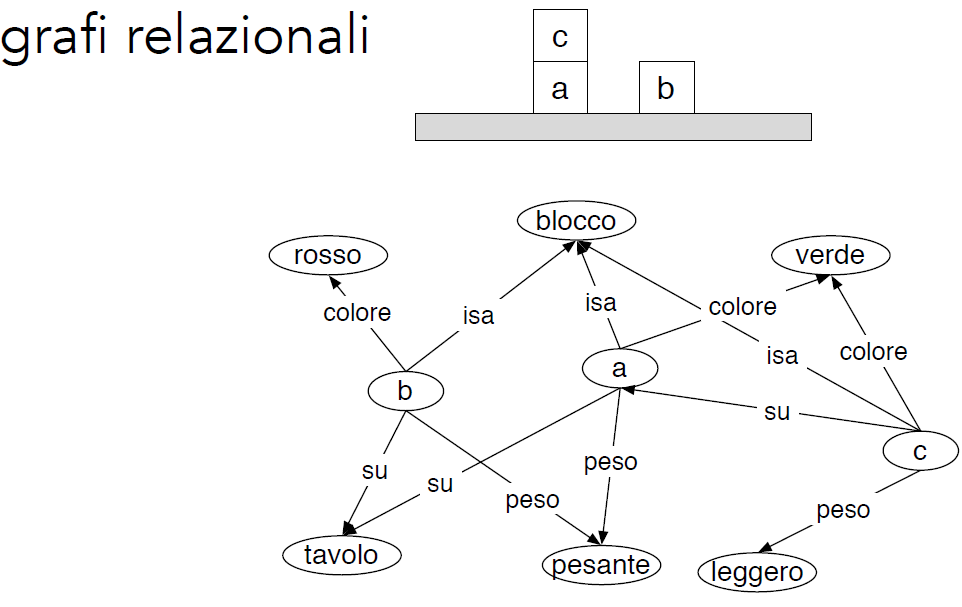 grafi relazionali
c
a
b
blocco
rosso
verde
colore
isa
isa
colore
isa
colore
b
a
su
c
su
su
peso
peso
peso
tavolo
pesante
leggero